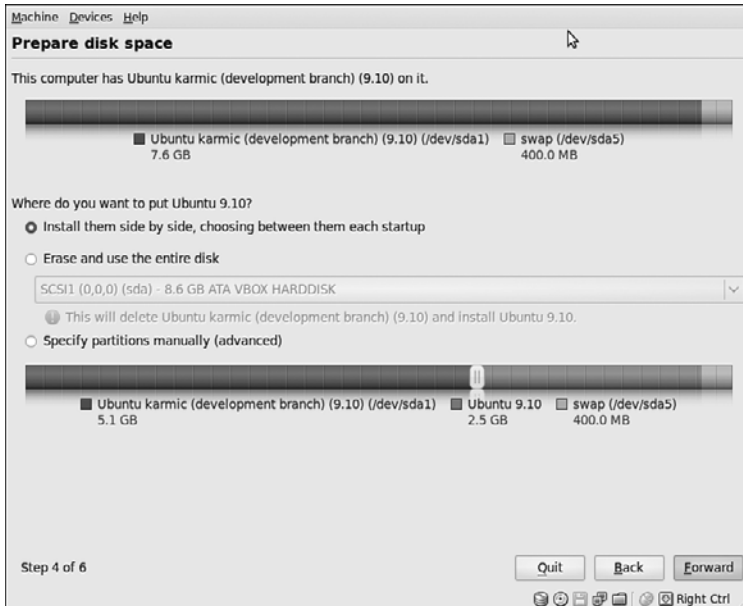 Machine Devices Help
Prepare disk space
This computer has Ubuntu karmic (development branch) (9.10) on it.
Ubuntu karmic (development branch) (9.10) (/dev/sda1) swap (/dev/sda5)
7.6 GB 400.0 MB
Where do you want to put Ubuntu 9.10?
Install them side by side, choosing between them each startup
Erase and use the entire disk
SCSI1 (0,0,0) (sda) - 8.6 GB ATA VBOX HARDDISK
This will delete Ubuntu karmic (development branch) (9.10) and install Ubuntu 9.10.
Specify partitions manually (advanced)
Ubuntu karmic (development branch) (9.10) (/dev/sda1) Ubuntu 9.10 swap (/dev/sda5)
5.1 GB 2.5 GB 400.0 MB
Step 4 of 6 Quit Back Forward
Right Ctrl